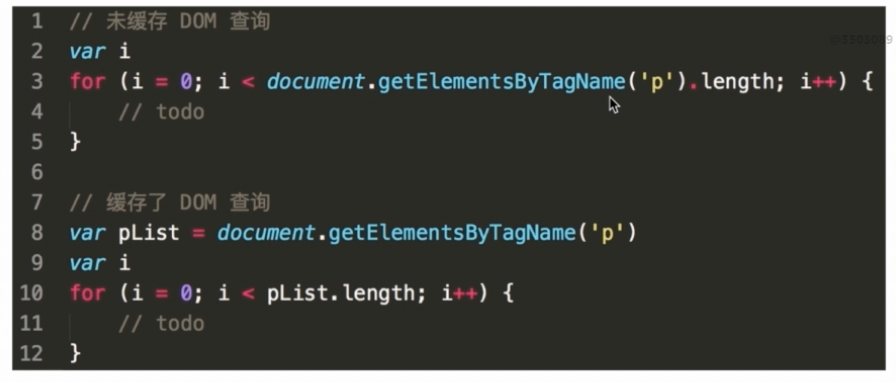 1 // 未缓存 DOM 查询
2 var i
3 for (i = 0; i < document.getElementsByTagName('p').length; i++) {
4     // todo
5 }
6
7 // 缓存了 DOM 查询
8 var pList = document.getElementsByTagName('p')
9 var i
10 for (i = 0; i < pList.length; i++) {
11     // todo
12 }